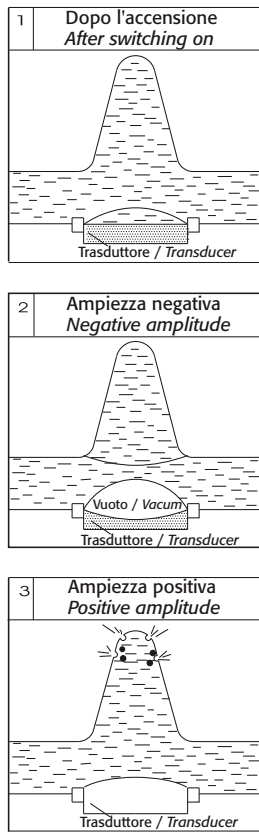 1
Dopo l'accensione
After switching on
Trasduttore / Transducer
2
Ampiezza negativa
Negative amplitude
Vuoto / Vacum
Trasduttore / Transducer
3
Ampiezza positiva
Positive amplitude
Trasduttore / Transducer